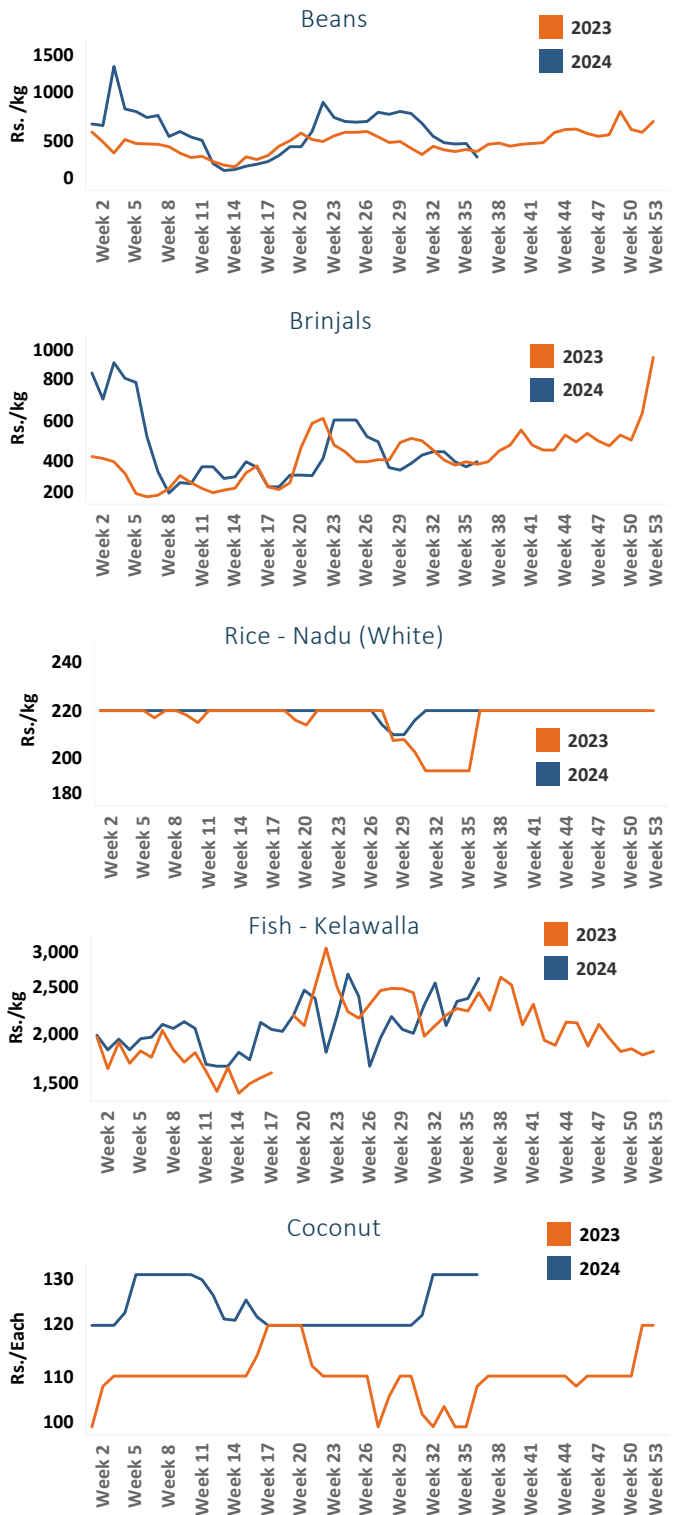 Beans
2023
2024
Rs. /kg
1500
1000
500
0
Week 2
Week 5
Week 8
Week 11
Week 14
Week 17
Week 20
Week 23
Week 26
Week 29
Week 32
Week 35
Week 38
Week 41
Week 44
Week 47
Week 50
Week 53
Brinjals
2023
2024
Rs./kg
1000
800
600
400
200
Week 2
Week 5
Week 8
Week 11
Week 14
Week 17
Week 20
Week 23
Week 26
Week 29
Week 32
Week 35
Week 38
Week 41
Week 44
Week 47
Week 50
Week 53
Rice - Nadu (White)
2023
2024
Rs./kg
240
220
200
180
Week 2
Week 5
Week 8
Week 11
Week 14
Week 17
Week 20
Week 23
Week 26
Week 29
Week 32
Week 35
Week 38
Week 41
Week 44
Week 47
Week 50
Week 53
Fish - Kelawalla
2023
2024
Rs./kg
3,000
2,500
2,000
1,500
Week 2
Week 5
Week 8
Week 11
Week 14
Week 17
Week 20
Week 23
Week 26
Week 29
Week 32
Week 35
Week 38
Week 41
Week 44
Week 47
Week 50
Week 53
Coconut
2023
2024
Rs./Each
130
120
110
100
Week 2
Week 5
Week 8
Week 11
Week 14
Week 17
Week 20
Week 23
Week 26
Week 29
Week 32
Week 35
Week 38
Week 41
Week 44
Week 47
Week 50
Week 53